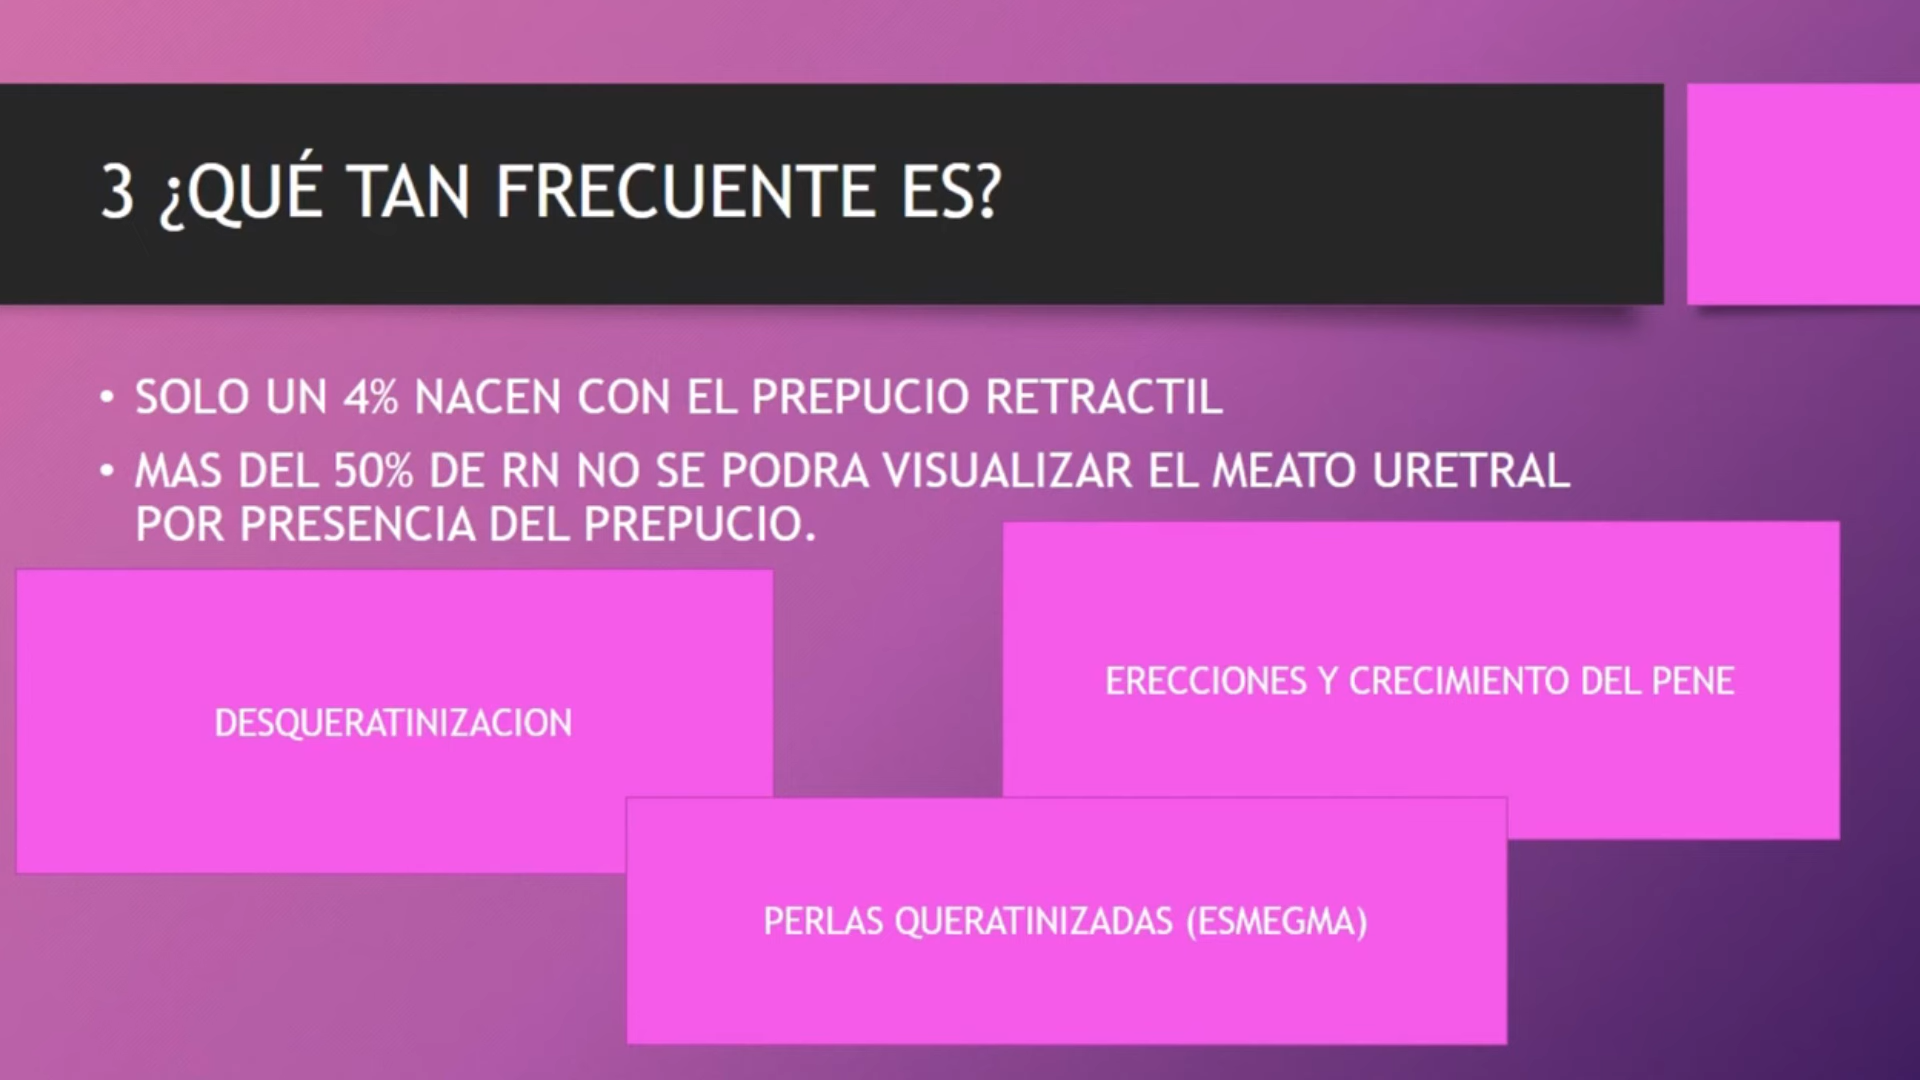 3 ¿QUÉ TAN FRECUENTE ES?
• SOLO UN 4% NACEN CON EL PREPUCIO RETRACTIL
• MAS DEL 50% DE RN NO SE PODRA VISUALIZAR EL MEATO URETRAL
POR PRESENCIA DEL PREPUCIO.
DESQUERATINIZACION
ERECCIONES Y CRECIMIENTO DEL PENE
PERLAS QUERATINIZADAS (ESMEGMA)